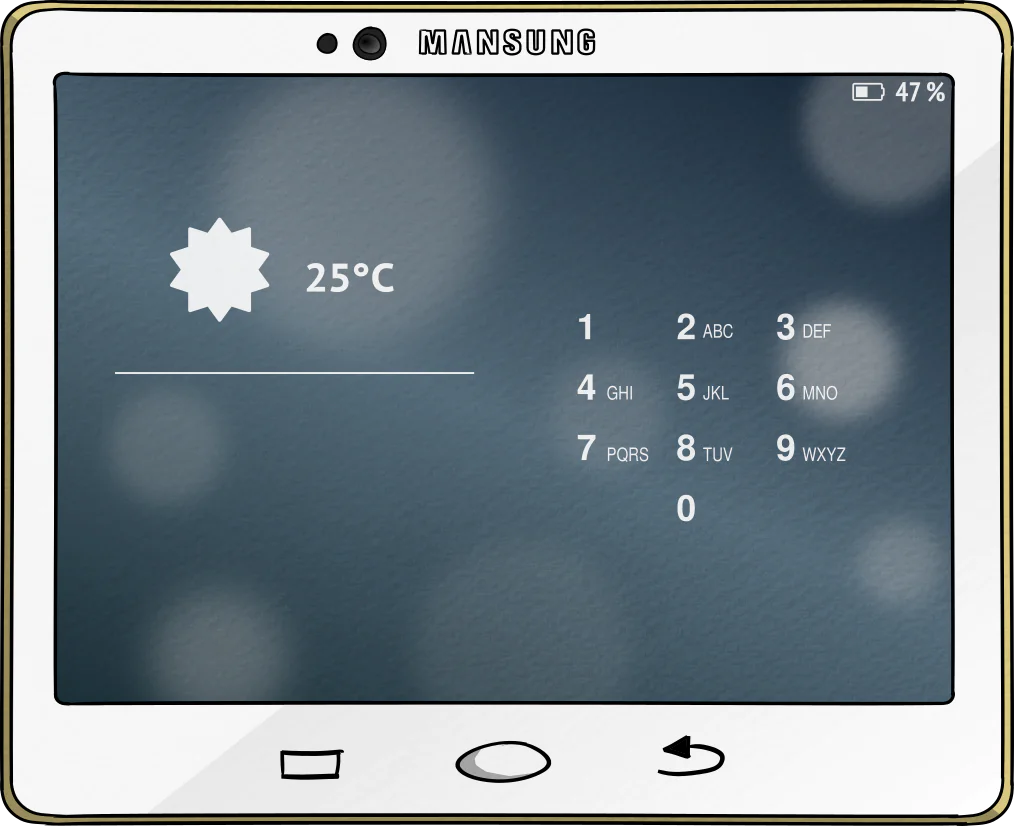 MANSUNG
47 %
25°C
1 2 ABC 3 DEF
4 GHI 5 JKL 6 MNO
7 PQRS 8 TUV 9 WXYZ
0